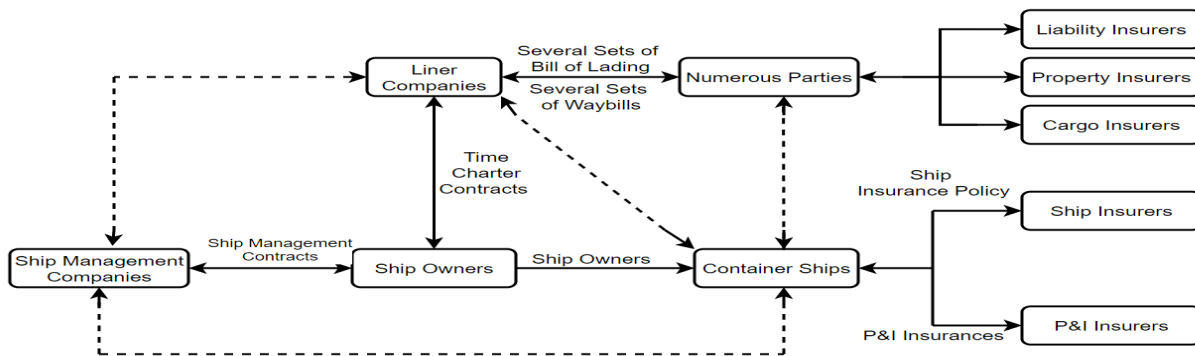 Liability Insurers
Several Sets of
Bill of Lading
Liner
Companies
Numerous Parties
Property Insurers
Several Sets
of Waybills
Cargo Insurers
Time
Charter
Contracts
Ship
Insurance Policy
Ship Insurers
Ship Management
Contracts
Ship Management
Companies
Ship Owners
Ship Owners
Container Ships
P&I Insurances
P&I Insurers